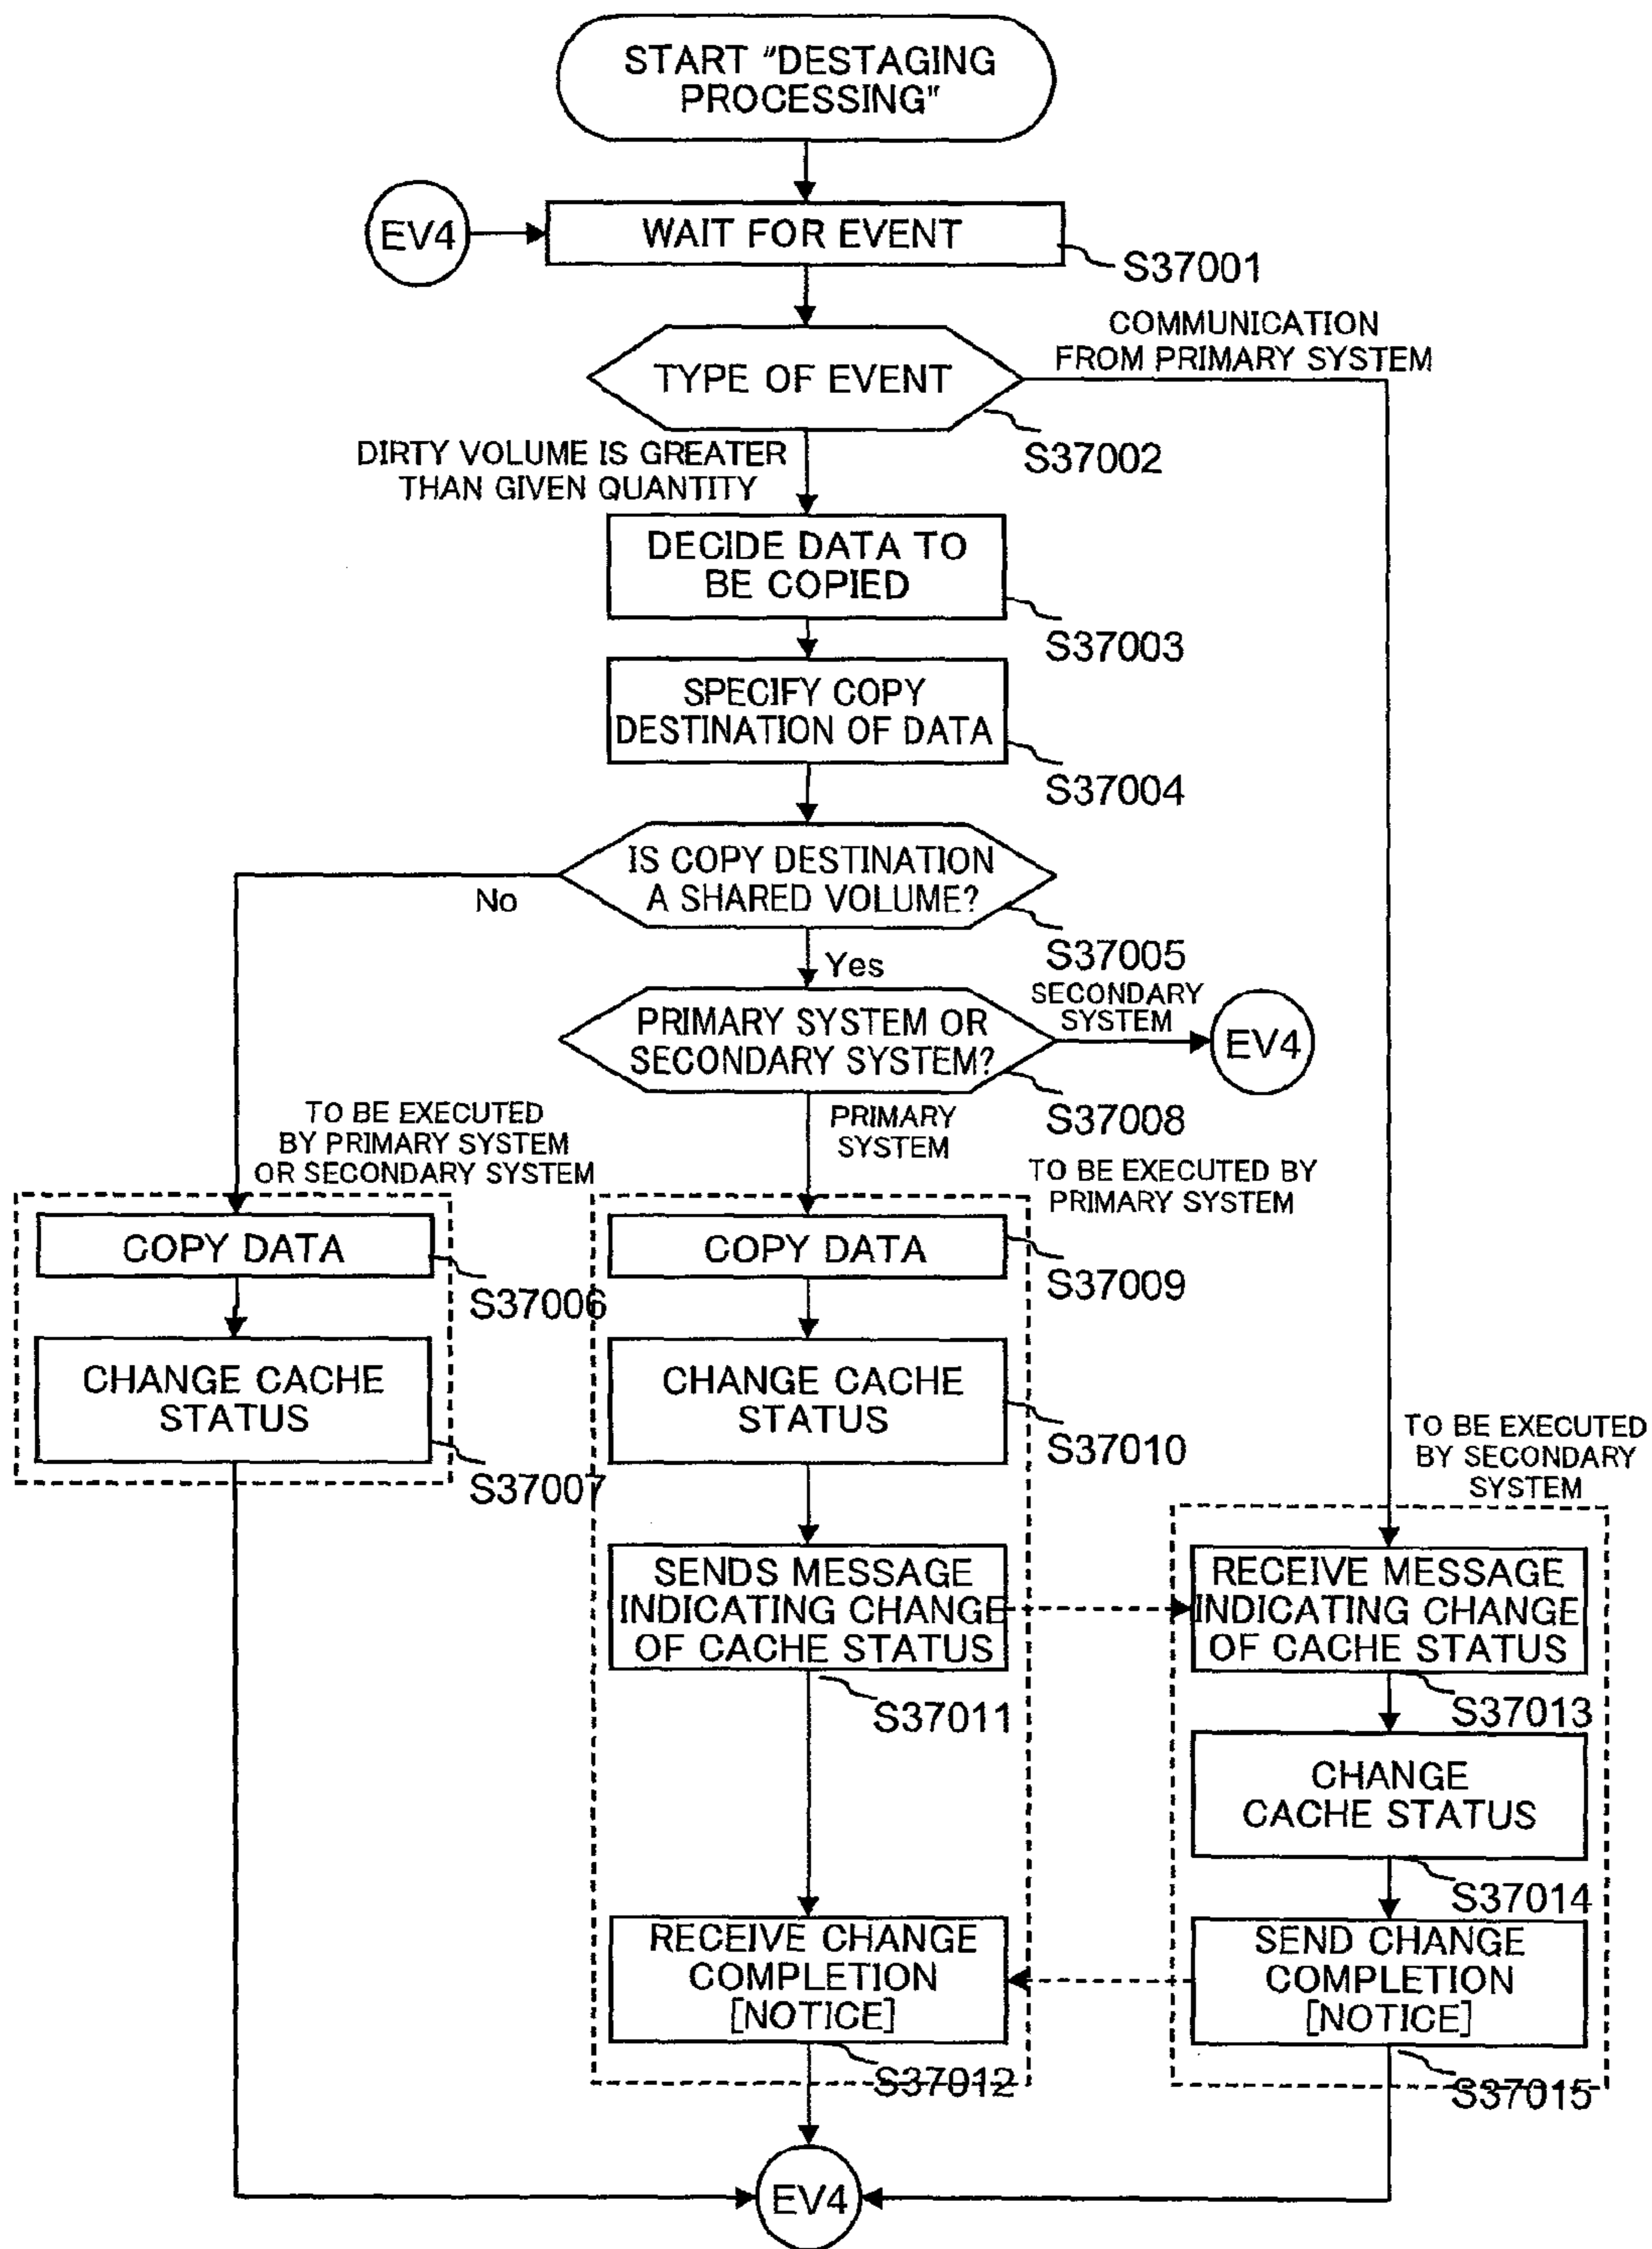 START "DESTAGING
PROCESSING"
EV4
WAIT FOR EVENT
S37001
COMMUNICATION
FROM PRIMARY SYSTEM
TYPE OF EVENT
S37002
DIRTY VOLUME IS GREATER
THAN GIVEN QUANTITY
DECIDE DATA TO
BE COPIED
S37003
SPECIFY COPY
DESTINATION OF DATA
S37004
IS COPY DESTINATION
A SHARED VOLUME?
No
S37005
Yes
PRIMARY SYSTEM OR
SECONDARY SYSTEM?
SECONDARY
SYSTEM
EV4
S37008
PRIMARY
SYSTEM
TO BE EXECUTED
BY PRIMARY SYSTEM
OR SECONDARY SYSTEM
TO BE EXECUTED BY
PRIMARY SYSTEM
COPY DATA
S37006
COPY DATA
S37009
CHANGE CACHE
STATUS
S37007
CHANGE CACHE
STATUS
S37010
TO BE EXECUTED
BY SECONDARY
SYSTEM
SENDS MESSAGE
INDICATING CHANGE
OF CACHE STATUS
S37011
RECEIVE MESSAGE
INDICATING CHANGE
OF CACHE STATUS
S37013
CHANGE
CACHE STATUS
S37014
RECEIVE CHANGE
COMPLETION
[NOTICE]
S37012
SEND CHANGE
COMPLETION
[NOTICE]
S37015
EV4